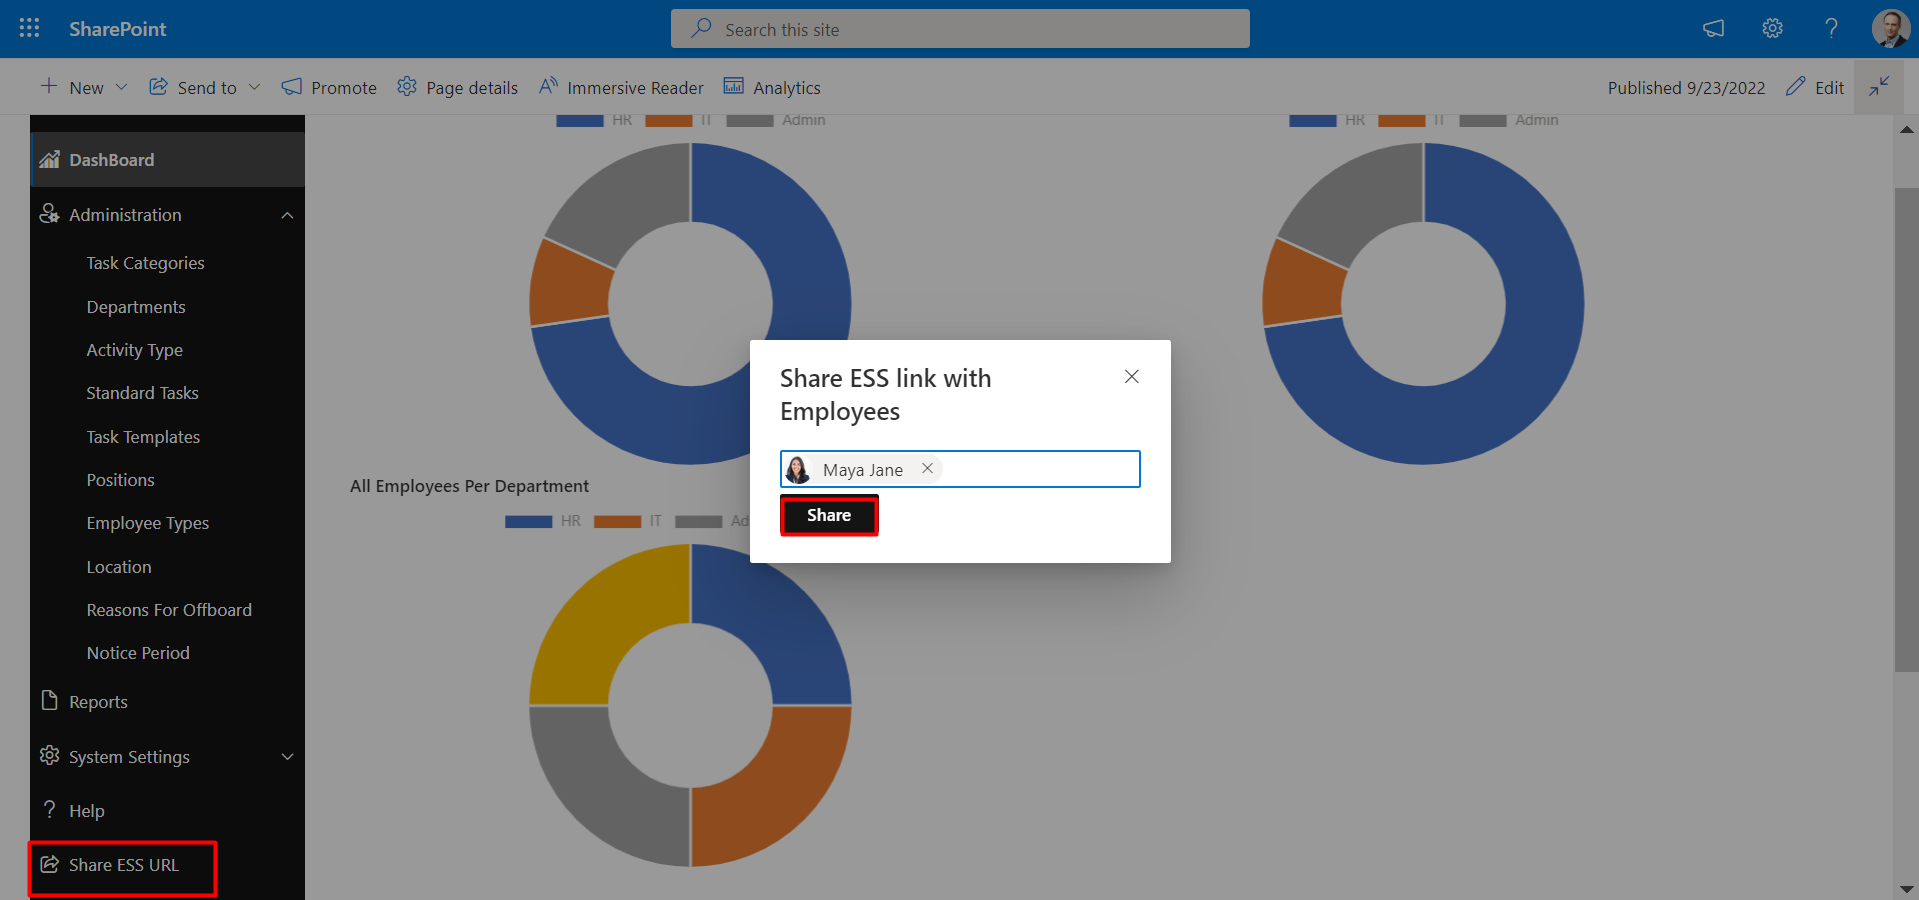 SharePoint
Search this site
New
Send to
Promote
Page details
Immersive Reader
Analytics
Published 9/23/2022
Edit
DashBoard
Administration
Task Categories
Departments
Activity Type
Standard Tasks
Task Templates
Positions
Employee Types
Location
Reasons For Offboard
Notice Period
Reports
System Settings
Help
Share ESS URL
HR IT Admin
HR IT Admin
All Employees Per Department
HR IT
Share ESS link with
Employees
Maya Jane
Share